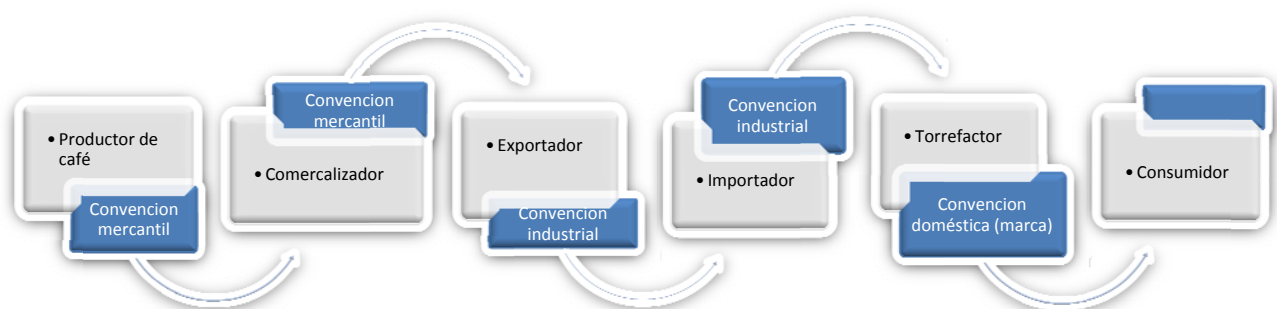 • Productor de
café
Convencion
mercantil
Convencion
mercantil
• Comercalizador
• Exportador
Convencion
industrial
Convencion
industrial
• Importador
• Torrefactor
Convencion
doméstica (marca)
• Consumidor